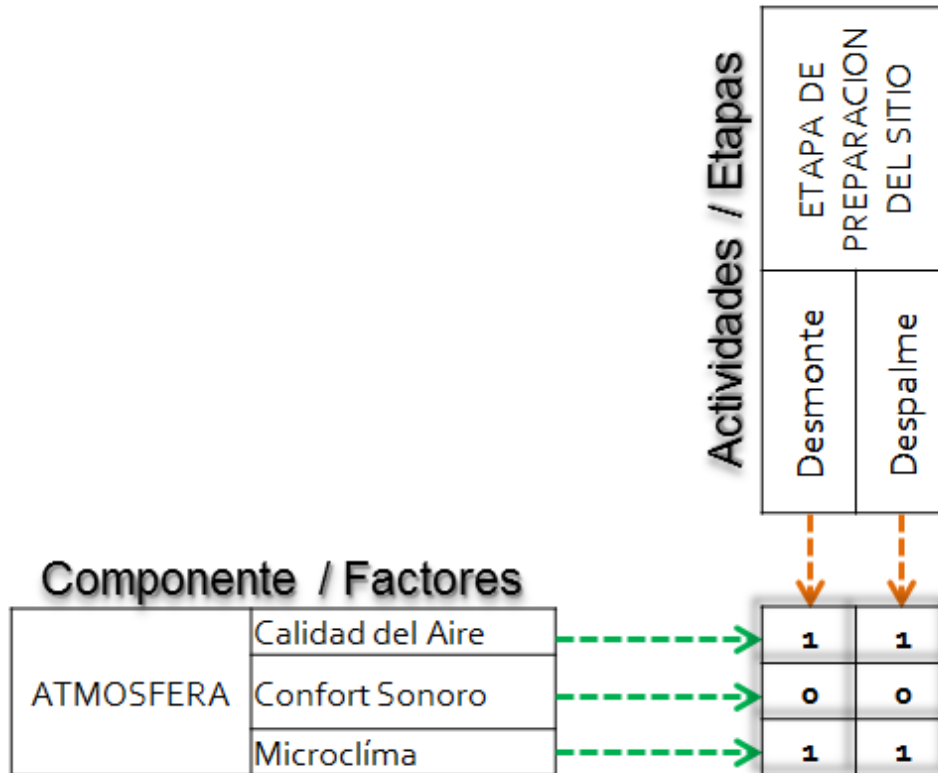 Actividades / Etapas
ETAPA DE
PREPARACION
DEL SITIO
Desmonte
Despalme
Componente / Factores
ATMOSFERA
Calidad del Aire
1 1
Confort Sonoro
0 0
Microclíma
1 1